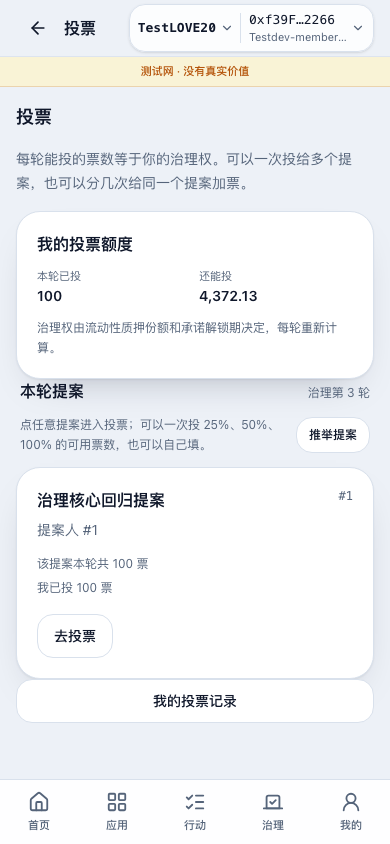 投票
TestLOVE20
0xf39F…2266
Testdev-member...
测试网 · 没有真实价值
投票
每轮能投的票数等于你的治理权。可以一次投给多个提
案，也可以分几次给同一个提案加票。
我的投票额度
本轮已投
还能投
100
4,372.13
治理权由流动性质押份额和承诺解锁期决定，每轮重新计
算。
本轮提案
治理第 3 轮
点任意提案进入投票；可以一次投 25%、50%、
100% 的可用票数，也可以自己填。
推举提案
治理核心回归提案
#1
提案人 #1
该提案本轮共 100 票
我已投 100 票
去投票
我的投票记录
首页
应用
行动
治理
我的